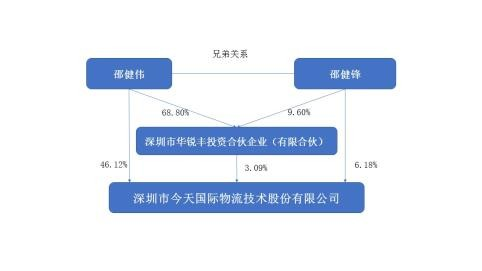 兄弟关系
邵健伟
邵健锋
68.80%
9.60%
深圳市华锐丰投资合伙企业（有限合伙）
46.12%
3.09%
6.18%
深圳市今天国际物流技术股份有限公司